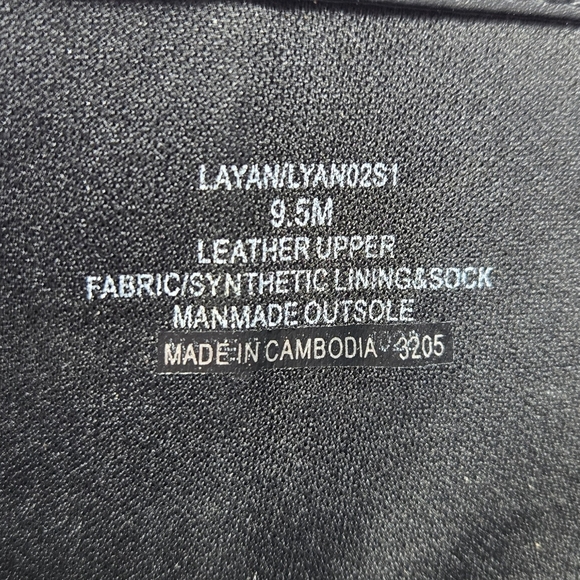 LAYAN/LYAN02S1
9.5M
LEATHER UPPER
FABRIC/SYNTHETIC LINING&SOCK
MANMADE OUTSOLE
MADE IN CAMBODIA 3205